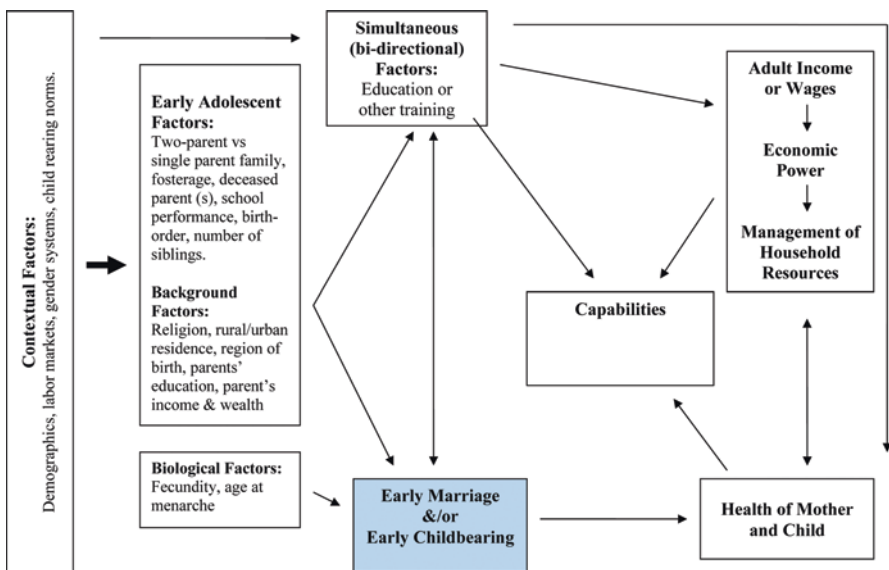 Contextual Factors:
Demographics, labor markets, gender systems, child rearing norms.
Early Adolescent
Factors:
Two-parent vs
single parent family,
fosterage, deceased
parent (s), school
performance, birth-
order, number of
siblings.
Background
Factors:
Religion, rural/urban
residence, region of
birth, parents’
education, parent’s
income & wealth
Biological Factors:
Fecundity, age at
menarche
Simultaneous
(bi-directional)
Factors:
Education or
other training
Early Marriage
&/or
Early Childbearing
Capabilities
Adult Income
or Wages
Economic
Power
Management of
Household
Resources
Health of Mother
and Child